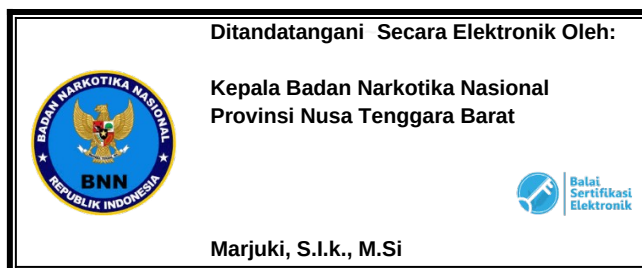 Ditandatangani Secara Elektronik Oleh:
Kepala Badan Narkotika Nasional
Provinsi Nusa Tenggara Barat
BADAN NARKOTIKA NASIONAL
BNN
REPUBLIK INDONESIA
Balai
Sertifikasi
Elektronik
Marjuki, S.I.k., M.Si